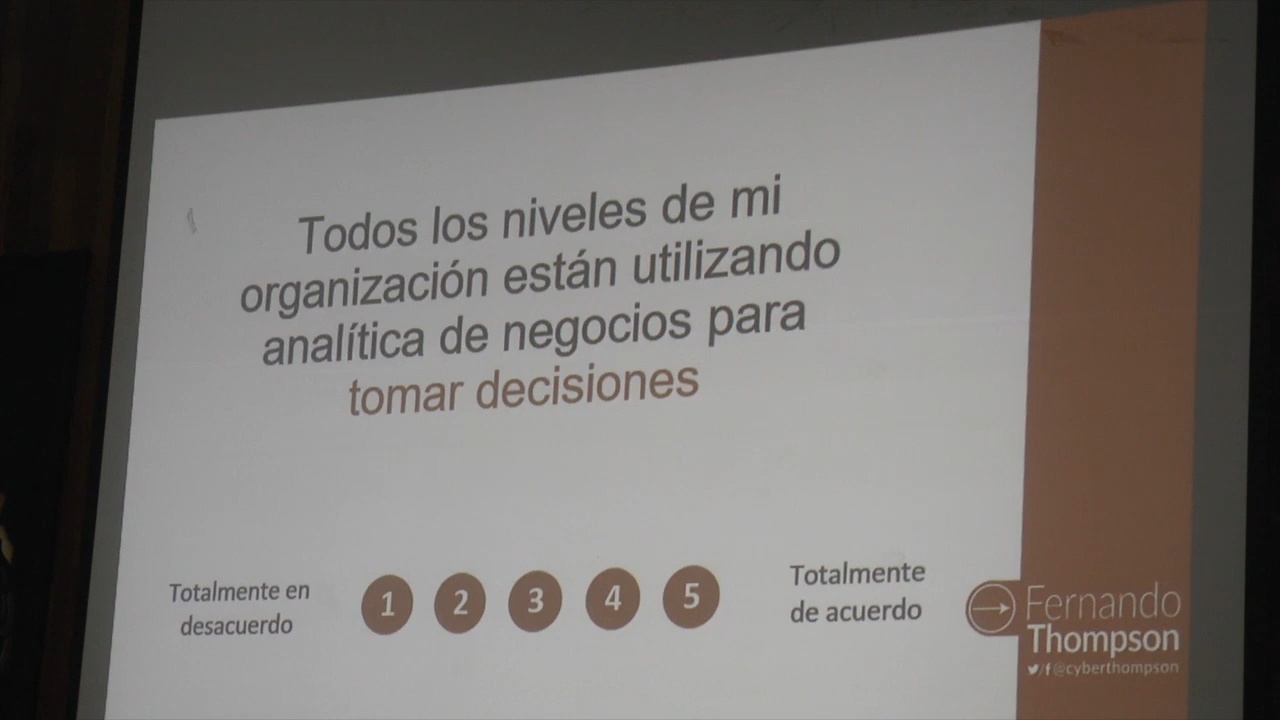 Todos los niveles de mi
organización están utilizando
analítica de negocios para
tomar decisiones
Totalmente en
desacuerdo
1 2 3 4 5
Totalmente
de acuerdo
Fernando
Thompson
/f@cyberthompson